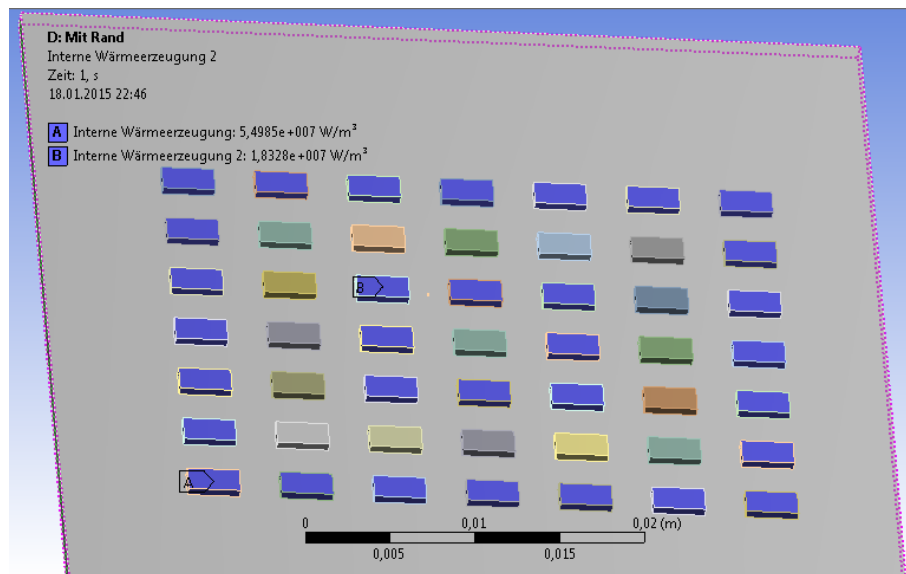 D: Mit Rand
Interne Wärmeerzeugung 2
Zeit: 1, s
18.01.2015 22:46
A Interne Wärmeerzeugung: 5,4985e+007 W/m³
B Interne Wärmeerzeugung 2: 1,8328e+007 W/m³
B
A
0 0,01 0,02 (m)
0,005 0,015